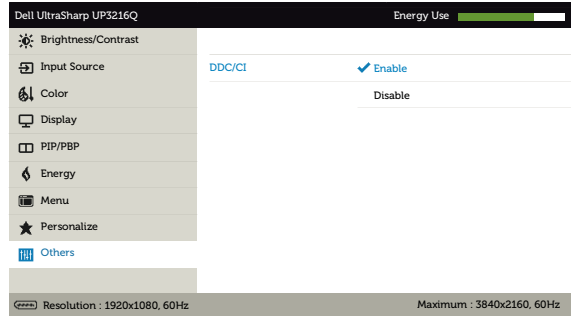 Dell UltraSharp UP3216Q Energy Use
Brightness/Contrast
Input Source DDC/CI Enable
Color Disable
Display
PIP/PBP
Energy
Menu
Personalize
Others
Resolution : 1920x1080, 60Hz Maximum : 3840x2160, 60Hz